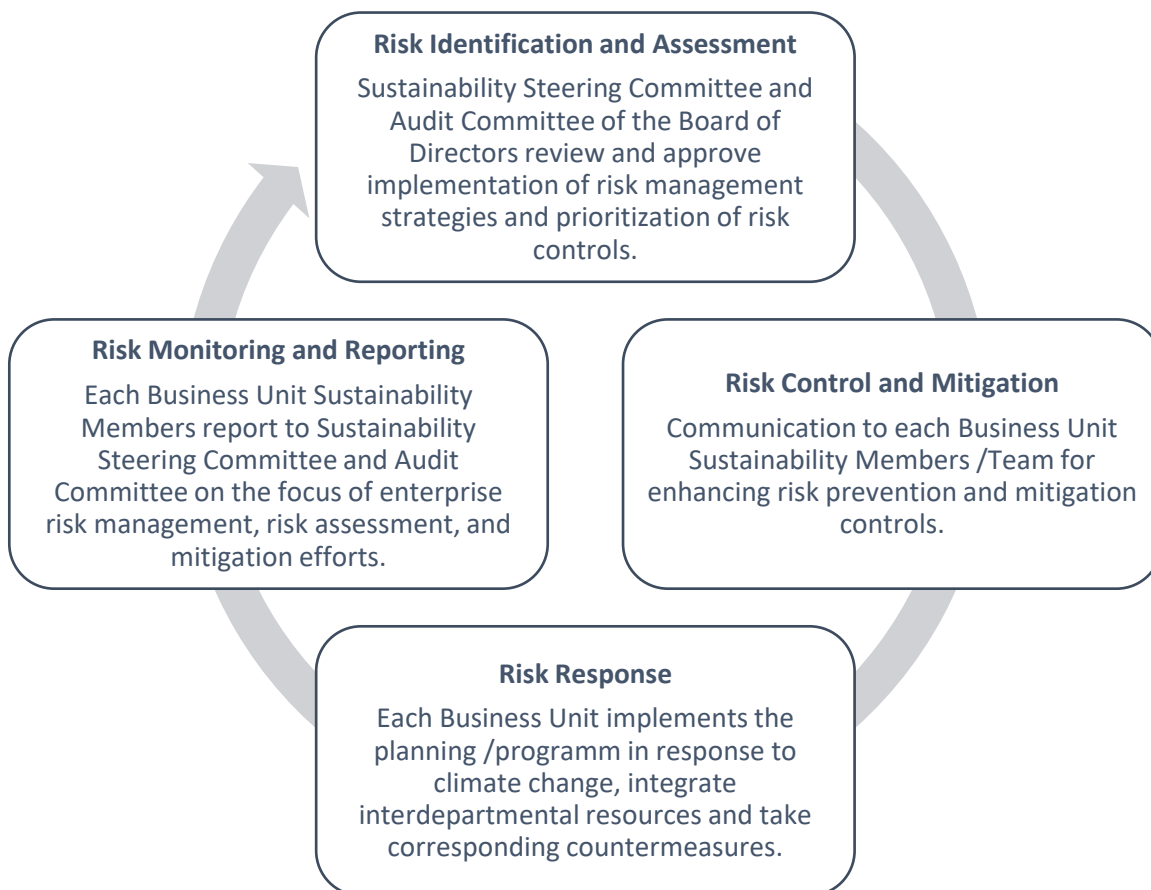 Risk Identification and Assessment
Sustainability Steering Committee and
Audit Committee of the Board of
Directors review and approve
implementation of risk management
strategies and prioritization of risk
controls.
Risk Monitoring and Reporting
Each Business Unit Sustainability
Members report to Sustainability
Steering Committee and Audit
Committee on the focus of enterprise
risk management, risk assessment, and
mitigation efforts.
Risk Control and Mitigation
Communication to each Business Unit
Sustainability Members /Team for
enhancing risk prevention and mitigation
controls.
Risk Response
Each Business Unit implements the
planning /programm in response to
climate change, integrate
interdepartmental resources and take
corresponding countermeasures.